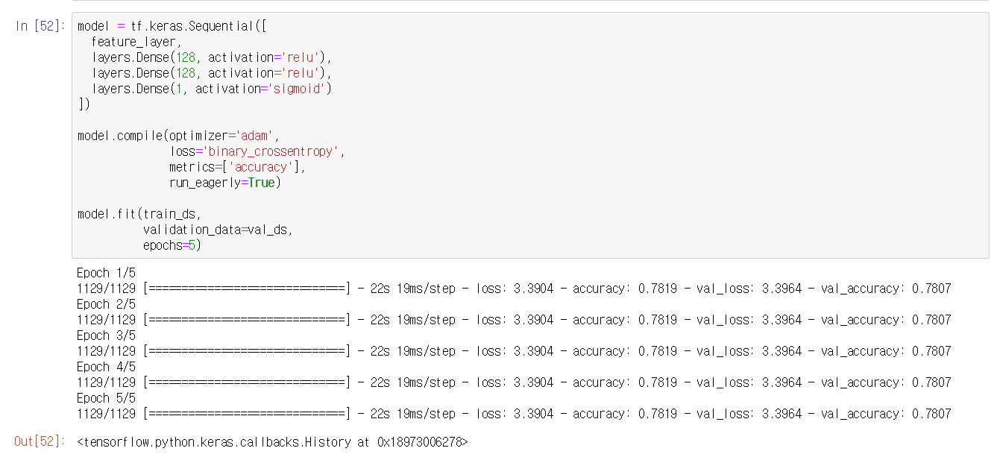 In [52]: model = tf.keras.Sequential([
  feature_layer,
  layers.Dense(128, activation='relu'),
  layers.Dense(128, activation='relu'),
  layers.Dense(1, activation='sigmoid')
])

model.compile(optimizer='adam',
              loss='binary_crossentropy',
              metrics=['accuracy'],
              run_eagerly=True)

model.fit(train_ds,
          validation_data=val_ds,
          epochs=5)
Epoch 1/5
1129/1129 [==============================] - 22s 19ms/step - loss: 3.3904 - accuracy: 0.7819 - val_loss: 3.3964 - val_accuracy: 0.7807
Epoch 2/5
1129/1129 [==============================] - 22s 19ms/step - loss: 3.3904 - accuracy: 0.7819 - val_loss: 3.3964 - val_accuracy: 0.7807
Epoch 3/5
1129/1129 [==============================] - 22s 19ms/step - loss: 3.3904 - accuracy: 0.7819 - val_loss: 3.3964 - val_accuracy: 0.7807
Epoch 4/5
1129/1129 [==============================] - 22s 19ms/step - loss: 3.3904 - accuracy: 0.7819 - val_loss: 3.3964 - val_accuracy: 0.7807
Epoch 5/5
1129/1129 [==============================] - 22s 19ms/step - loss: 3.3904 - accuracy: 0.7819 - val_loss: 3.3964 - val_accuracy: 0.7807
Out[52]: <tensorflow.python.keras.callbacks.History at 0x18973006278>